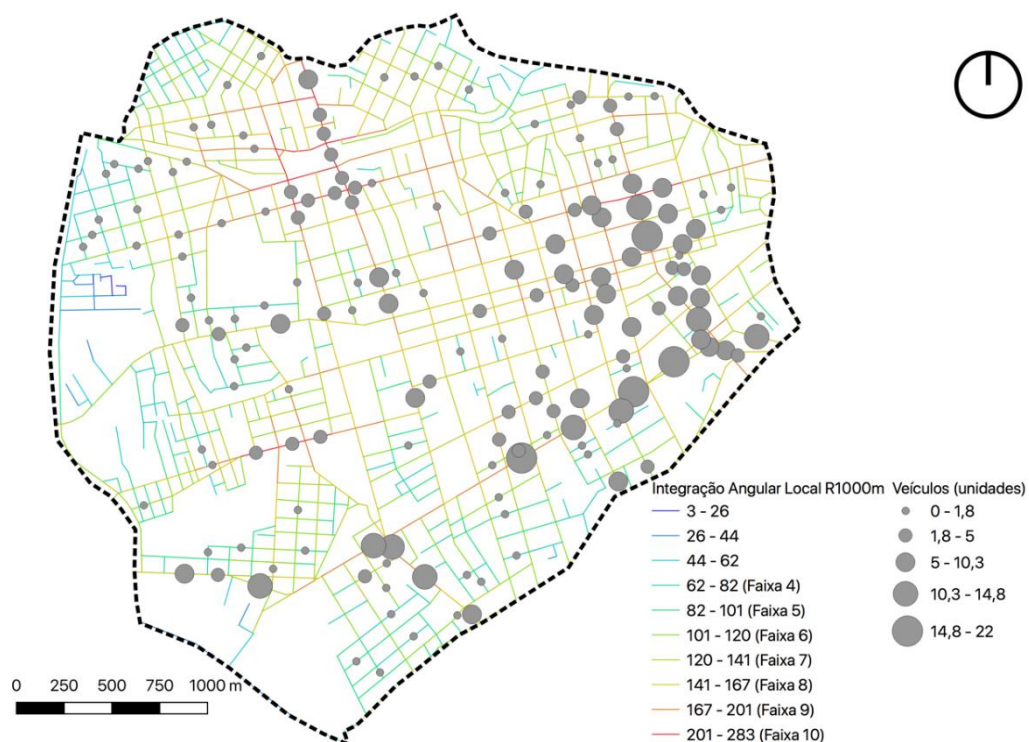 Integração Angular Local R1000m
3 - 26
26 - 44
44 - 62
62 - 82 (Faixa 4)
82 - 101 (Faixa 5)
101 - 120 (Faixa 6)
120 - 141 (Faixa 7)
141 - 167 (Faixa 8)
167 - 201 (Faixa 9)
201 - 283 (Faixa 10)
Veículos (unidades)
0 - 1,8
1,8 - 5
5 - 10,3
10,3 - 14,8
14,8 - 22
0 250 500 750 1000 m